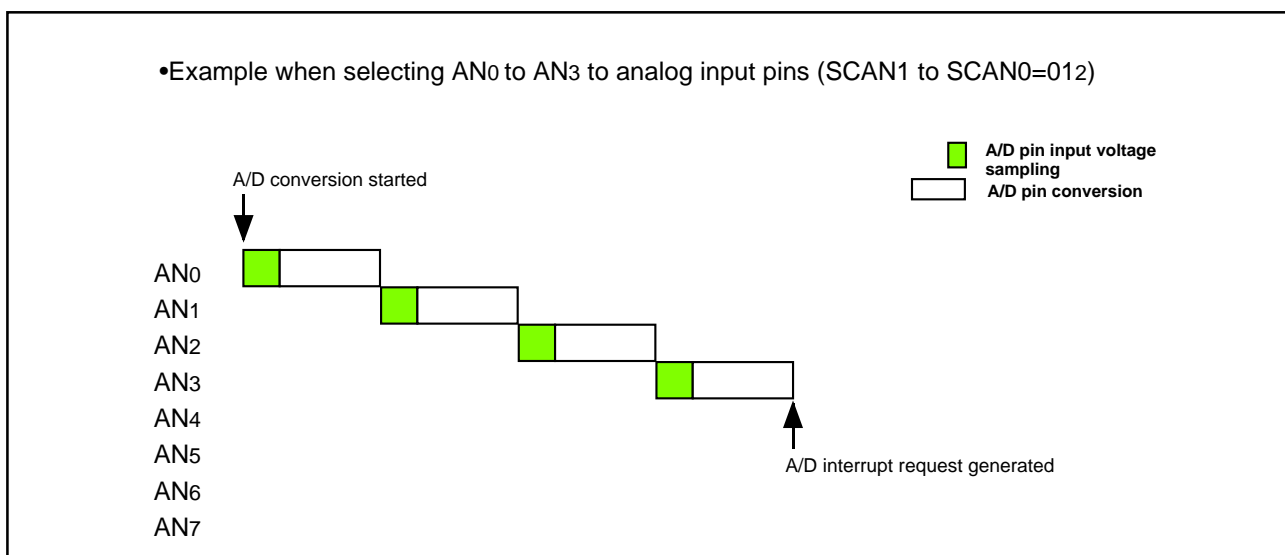 •Example when selecting AN0 to AN3 to analog input pins (SCAN1 to SCAN0=012)
A/D pin input voltage
sampling
A/D pin conversion
A/D conversion started
AN0
AN1
AN2
AN3
AN4
AN5
AN6
AN7
A/D interrupt request generated